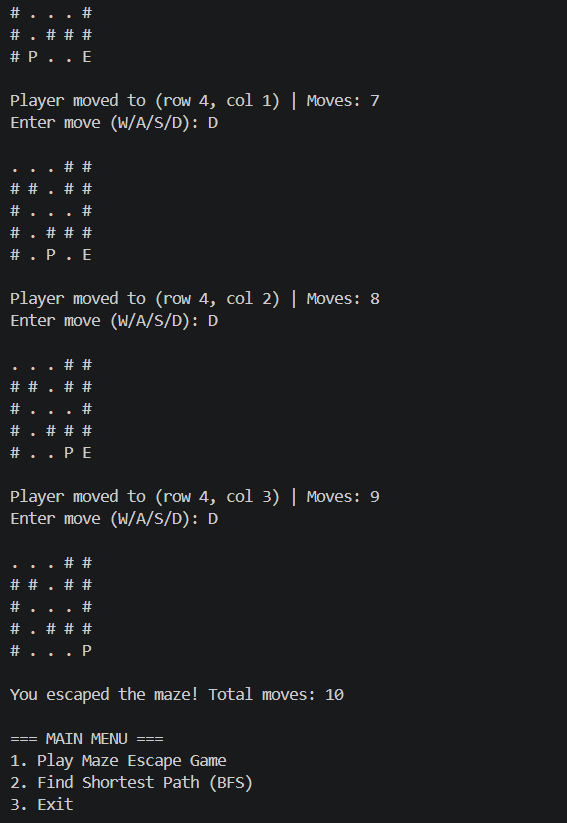 # . . . #
# . # # #
# P . . E
Player moved to (row 4, col 1) | Moves: 7
Enter move (W/A/S/D): D
. . . # #
# # . # #
# . . . #
# . # # #
# . P . E
Player moved to (row 4, col 2) | Moves: 8
Enter move (W/A/S/D): D
. . . # #
# # . # #
# . . . #
# . # # #
# . . P E
Player moved to (row 4, col 3) | Moves: 9
Enter move (W/A/S/D): D
. . . # #
# # . # #
# . . . #
# . # # #
# . . . P
You escaped the maze! Total moves: 10
=== MAIN MENU ===
1. Play Maze Escape Game
2. Find Shortest Path (BFS)
3. Exit